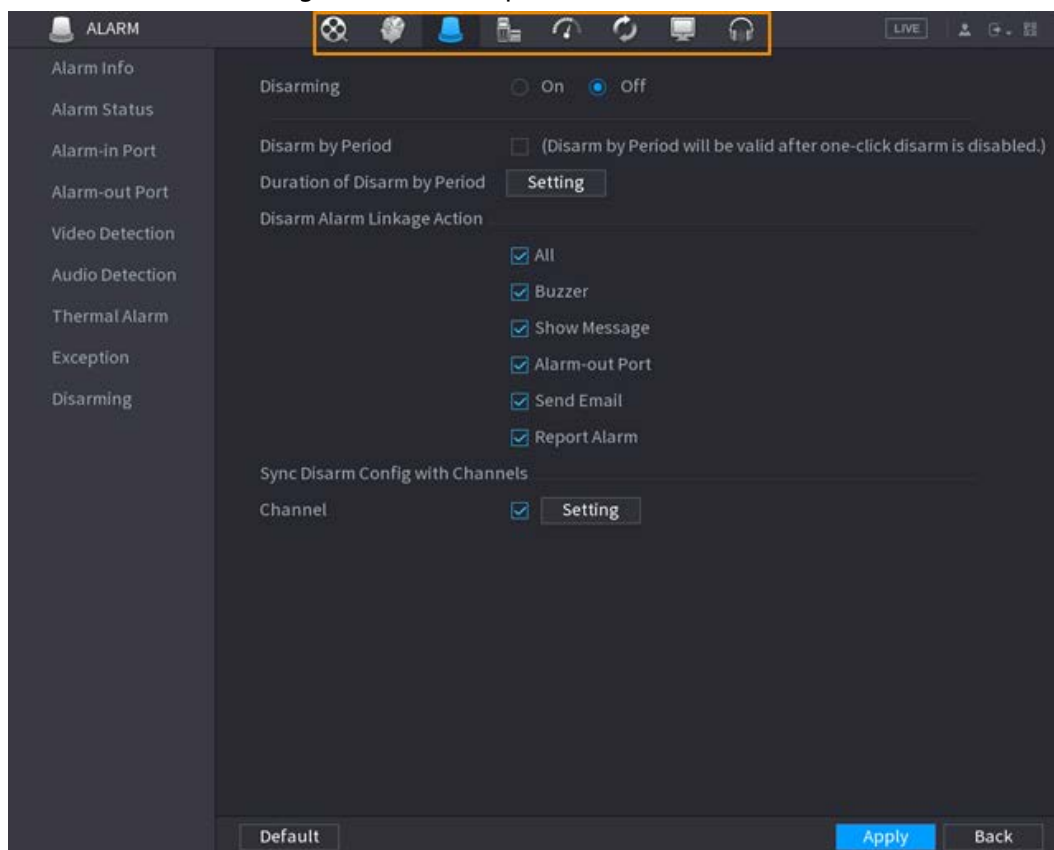 ALARM
LIVE
Alarm Info
Alarm Status
Alarm-in Port
Alarm-out Port
Video Detection
Audio Detection
Thermal Alarm
Exception
Disarming
Disarming On Off
Disarm by Period (Disarm by Period will be valid after one-click disarm is disabled.)
Duration of Disarm by Period Setting
Disarm Alarm Linkage Action
All
Buzzer
Show Message
Alarm-out Port
Send Email
Report Alarm
Sync Disarm Config with Channels
Channel Setting
Default Apply Back